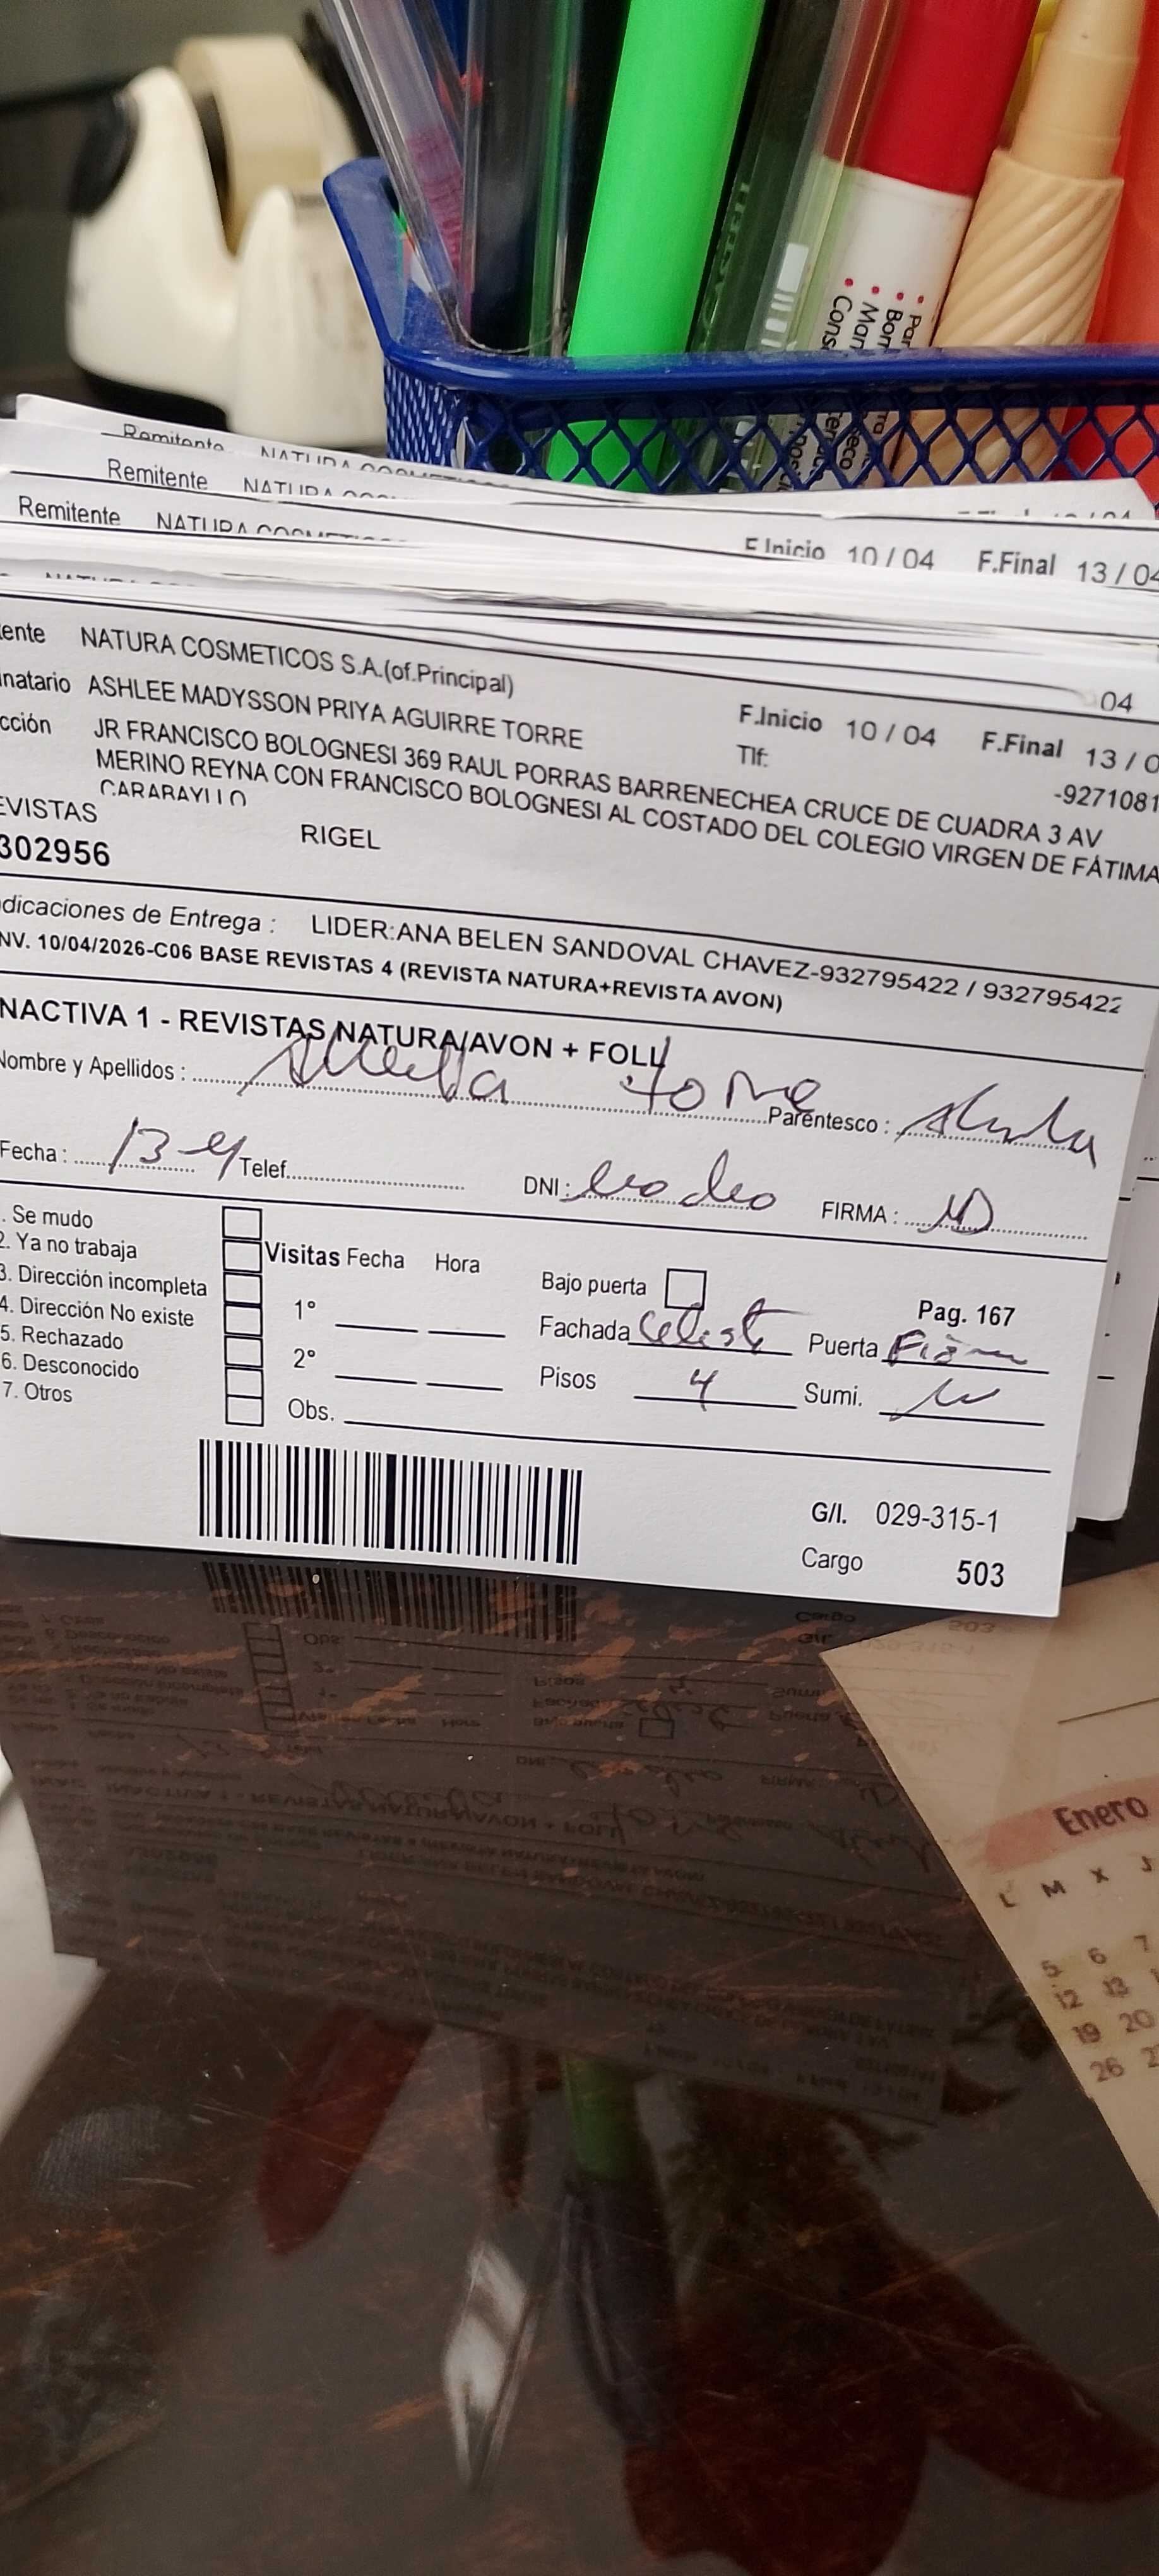 Remitente NATURA COSMETICOS
Remitente NATURA
Remitente NATURA COSMETICOS
F.Inicio 10 / 04 F.Final 13 / 04
04
ente NATURA COSMETICOS S.A.(of.Principal)
natario ASHLEE MADYSSON PRIYA AGUIRRE TORRE
F.Inicio 10 / 04 F.Final 13 / 0
cción JR FRANCISCO BOLOGNESI 369 RAUL PORRAS BARRENECHEA CRUCE DE CUADRA 3 AV
Tlf: -9271081
MERINO REYNA CON FRANCISCO BOLOGNESI AL COSTADO DEL COLEGIO VIRGEN DE FÁTIMA
CARABAYLLO
EVISTAS
302956 RIGEL
dicaciones de Entrega : LIDER:ANA BELEN SANDOVAL CHAVEZ-932795422 / 932795422
NV. 10/04/2026-C06 BASE REVISTAS 4 (REVISTA NATURA+REVISTA AVON)
NACTIVA 1 - REVISTAS NATURA/AVON + FOLL
Nombre y Apellidos : Torre Parentesco :
Fecha : 13 Telef. DNI: FIRMA :
. Se mudo
2. Ya no trabaja
3. Dirección incompleta
4. Dirección No existe
5. Rechazado
6. Desconocido
7. Otros
Visitas Fecha Hora
1°
2°
Obs.
Bajo puerta
Pag. 167
Fachada Celeste Puerta
Pisos 4 Sumi.
G/I. 029-315-1
Cargo 503
Enero
L M X J
5 6 7
12 13
19 20
26 2